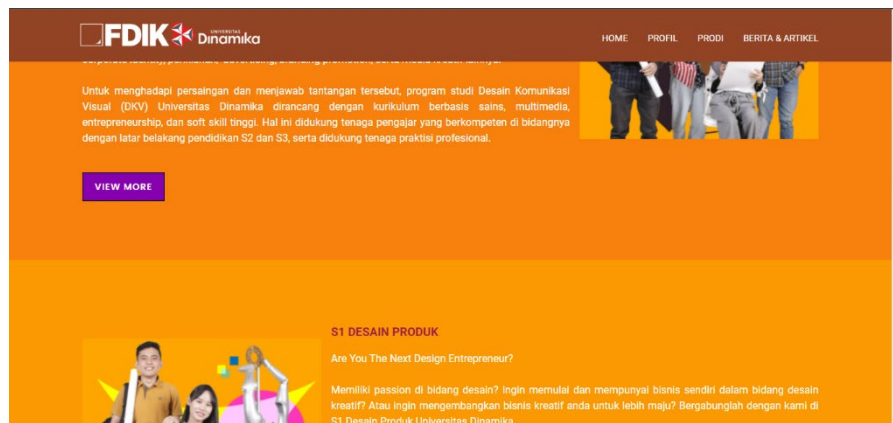 FDIK UNIVERSITAS Dinamika
HOME PROFIL PRODI BERITA & ARTIKEL
Untuk menghadapi persaingan dan menjawab tantangan tersebut, program studi Desain Komunikasi
Visual (DKV) Universitas Dinamika dirancang dengan kurikulum berbasis sains, multimedia,
entrepreneurship, dan soft skill tinggi. Hal ini didukung tenaga pengajar yang berkompeten di bidangnya
dengan latar belakang pendidikan S2 dan S3, serta didukung tenaga praktisi profesional.
VIEW MORE
S1 DESAIN PRODUK
Are You The Next Design Entrepreneur?
Memiliki passion di bidang desain? Ingin memulai dan mempunyai bisnis sendiri dalam bidang desain
kreatif? Atau ingin mengembangkan bisnis kreatif anda untuk lebih maju? Bergabunglah dengan kami di
S1 Desain Produk Universitas Dinamika